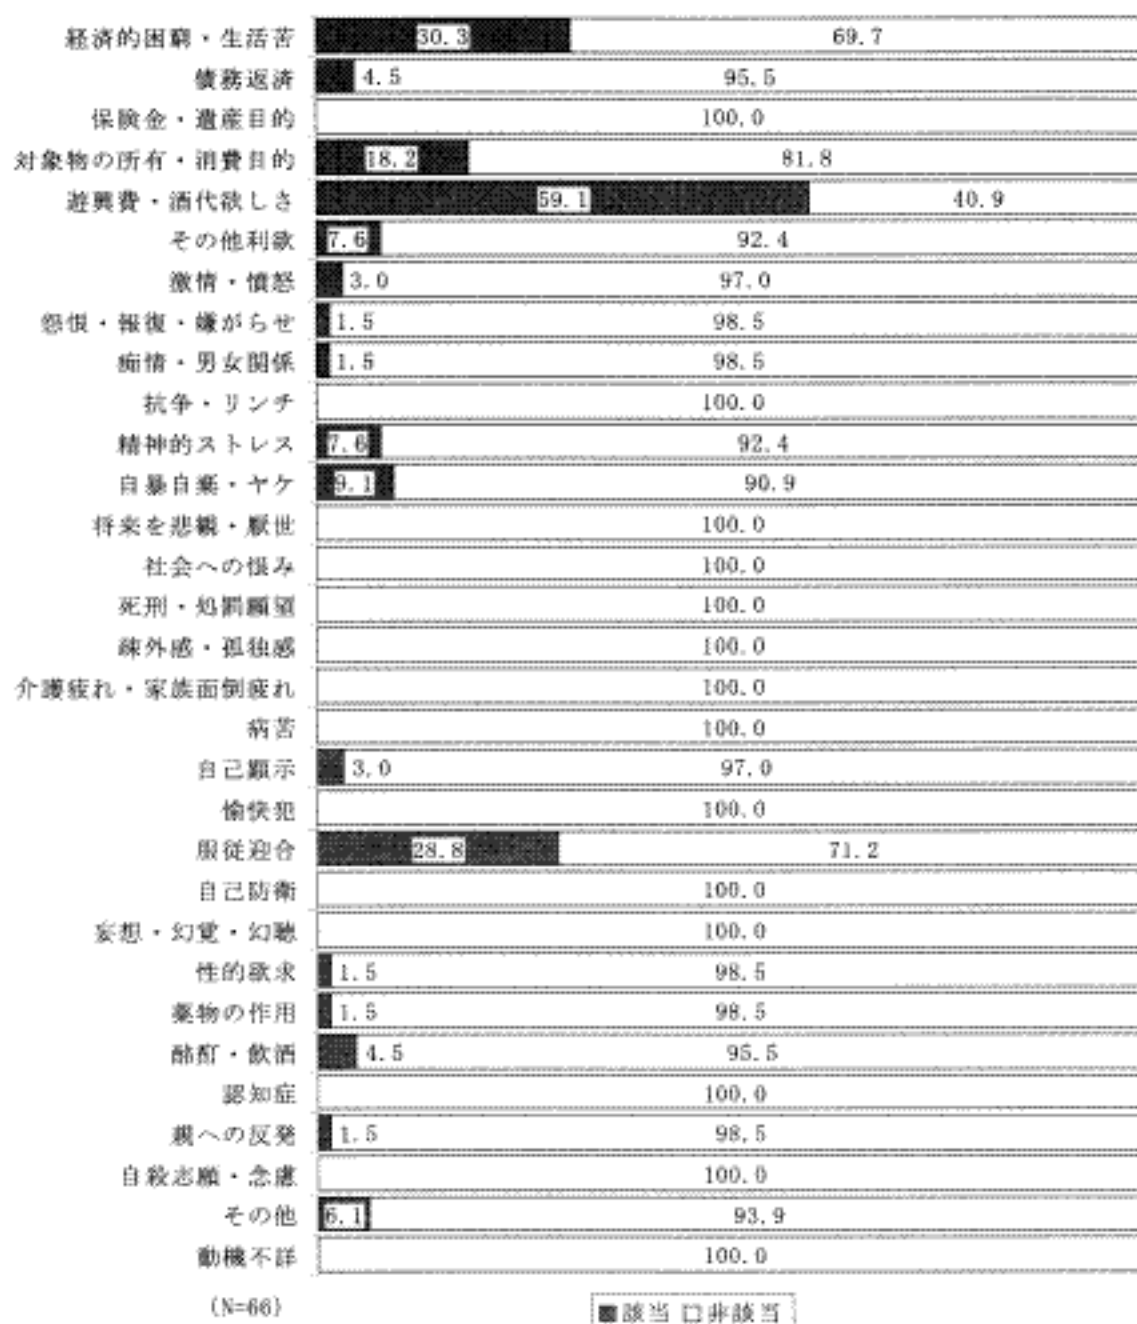 経済的困窮・生活苦 30.3 69.7
債務返済 4.5 95.5
保険金・遺産目的 100.0
対象物の所有・消費目的 18.2 81.8
遊興費・酒代欲しさ 59.1 40.9
その他利欲 7.6 92.4
激情・憤怒 3.0 97.0
怨恨・報復・嫌がらせ 1.5 98.5
痴情・男女関係 1.5 98.5
抗争・リンチ 100.0
精神的ストレス 7.6 92.4
自暴自棄・ヤケ 9.1 90.9
将来を悲観・厭世 100.0
社会への恨み 100.0
死刑・処罰願望 100.0
疎外感・孤独感 100.0
介護疲れ・家族面倒疲れ 100.0
病苦 100.0
自己顕示 3.0 97.0
愉快犯 100.0
服従迎合 28.8 71.2
自己防衛 100.0
妄想・幻覚・幻聴 100.0
性的欲求 1.5 98.5
薬物の作用 1.5 98.5
酩酊・飲酒 4.5 95.5
認知症 100.0
親への反発 1.5 98.5
自殺志願・念慮 100.0
その他 6.1 93.9
動機不詳 100.0
(N=66) 該当 非該当